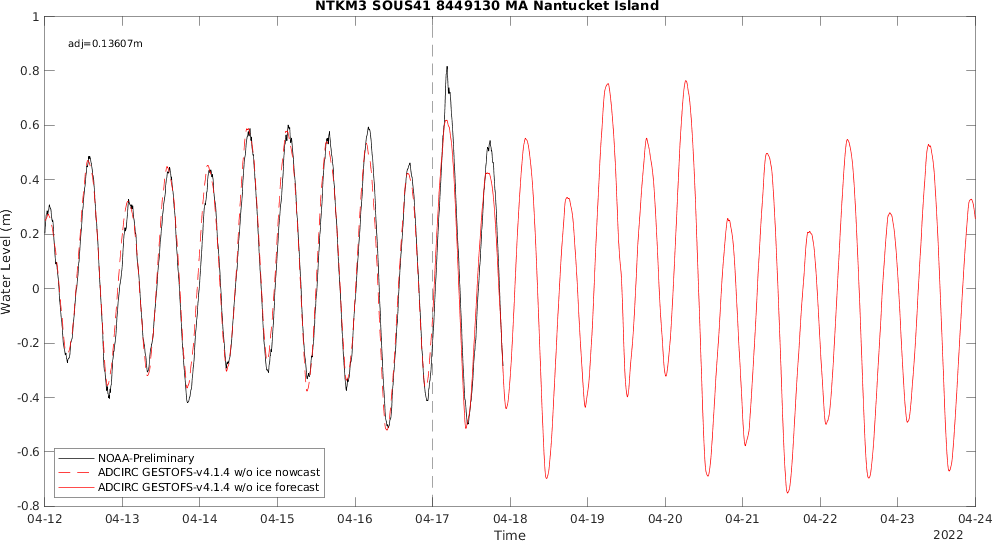 NTKM3 SOUS41 8449130 MA Nantucket Island
adj=0.13607m
1
0.8
0.6
0.4
0.2
0
-0.2
-0.4
-0.6
-0.8
Water Level (m)
NOAA-Preliminary
ADCIRC GESTOFS-v4.1.4 w/o ice nowcast
ADCIRC GESTOFS-v4.1.4 w/o ice forecast
04-12 04-13 04-14 04-15 04-16 04-17 04-18 04-19 04-20 04-21 04-22 04-23 04-24
Time
2022